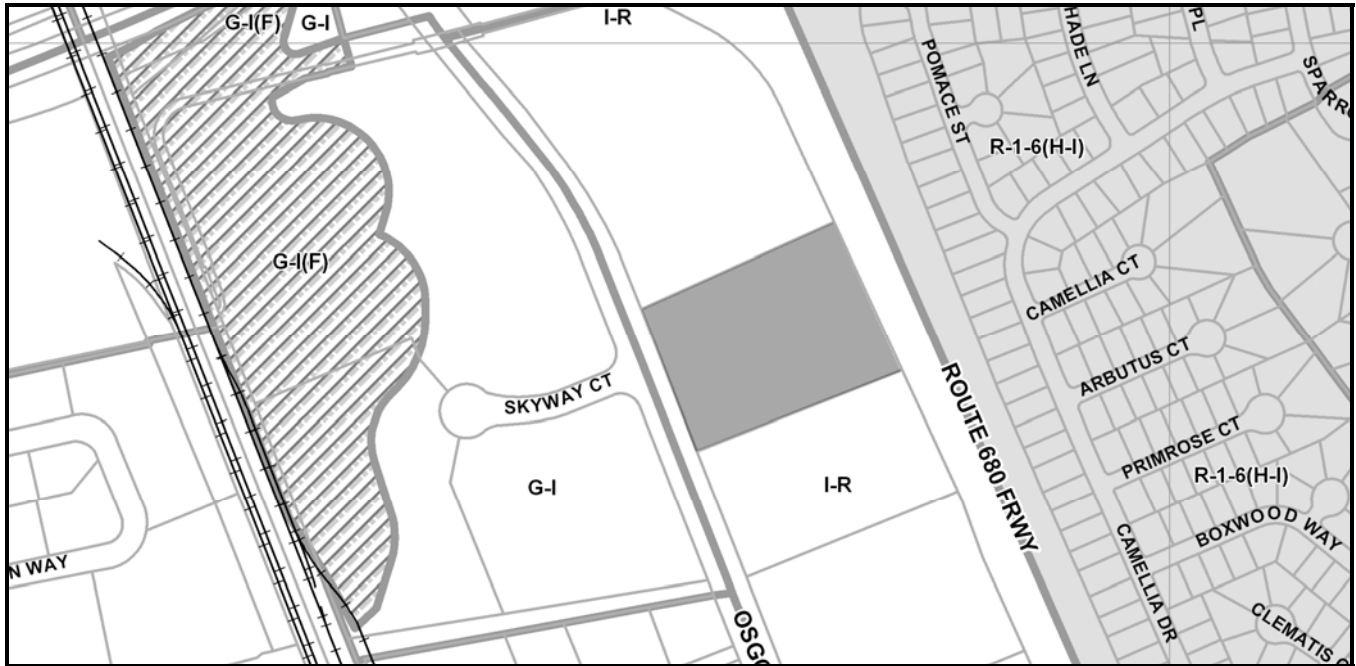 G-I(F)
G-I
I-R
HADE LN
PL
SPARRO
POMACE ST
R-1-6(H-I)
G-I(F)
CAMELLIA CT
ARBUTUS CT
SKYWAY CT
ROUTE 680 FRWY
PRIMROSE CT
R-1-6(H-I)
G-I
I-R
BOXWOOD WAY
N WAY
CAMELLIA DR
OSGO
CLEMATIS